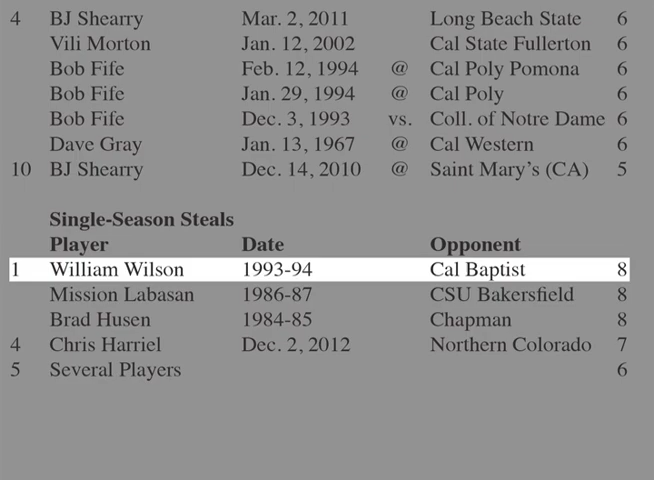 4 BJ Shearry Mar. 2, 2011 Long Beach State 6
Vili Morton Jan. 12, 2002 Cal State Fullerton 6
Bob Fife Feb. 12, 1994 @ Cal Poly Pomona 6
Bob Fife Jan. 29, 1994 @ Cal Poly 6
Bob Fife Dec. 3, 1993 vs. Coll. of Notre Dame 6
Dave Gray Jan. 13, 1967 @ Cal Western 6
10 BJ Shearry Dec. 14, 2010 @ Saint Mary's (CA) 5
Single-Season Steals
Player Date Opponent
1 William Wilson 1993-94 Cal Baptist 8
Mission Labasan 1986-87 CSU Bakersfield 8
Brad Husen 1984-85 Chapman 8
4 Chris Harriel Dec. 2, 2012 Northern Colorado 7
5 Several Players 6